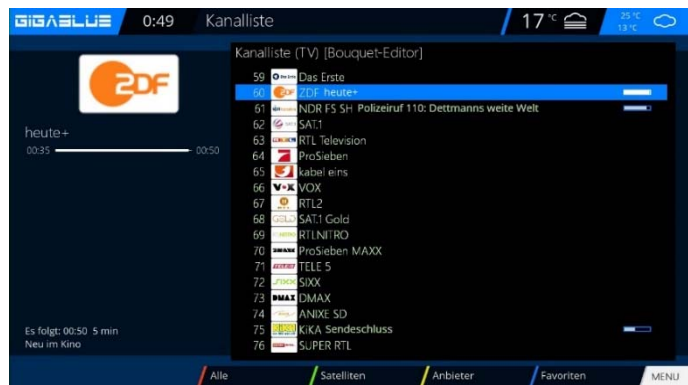 GIGABLUE 0:49 Kanalliste 17 °C 25 °C
13 °C
Kanalliste (TV) [Bouquet-Editor]
ZDF
heute+
00:35 00:50
59 Das Erste
60 ZDF heute+
61 NDR FS SH Polizeiruf 110: Dettmanns weite Welt
62 SAT.1
63 RTL Television
64 ProSieben
65 kabel eins
66 VOX VOX
67 RTL2
68 GOLD SAT.1 Gold
69 RTLNITRO
70 ProSieben MAXX
71 TELE 5
72 SIXX
73 DMAX DMAX
74 ANIXE SD
75 KiKA Sendeschluss
76 SUPER RTL
Es folgt: 00:50 5 min
Neu im Kino
Alle Satelliten Anbieter Favoriten MENU